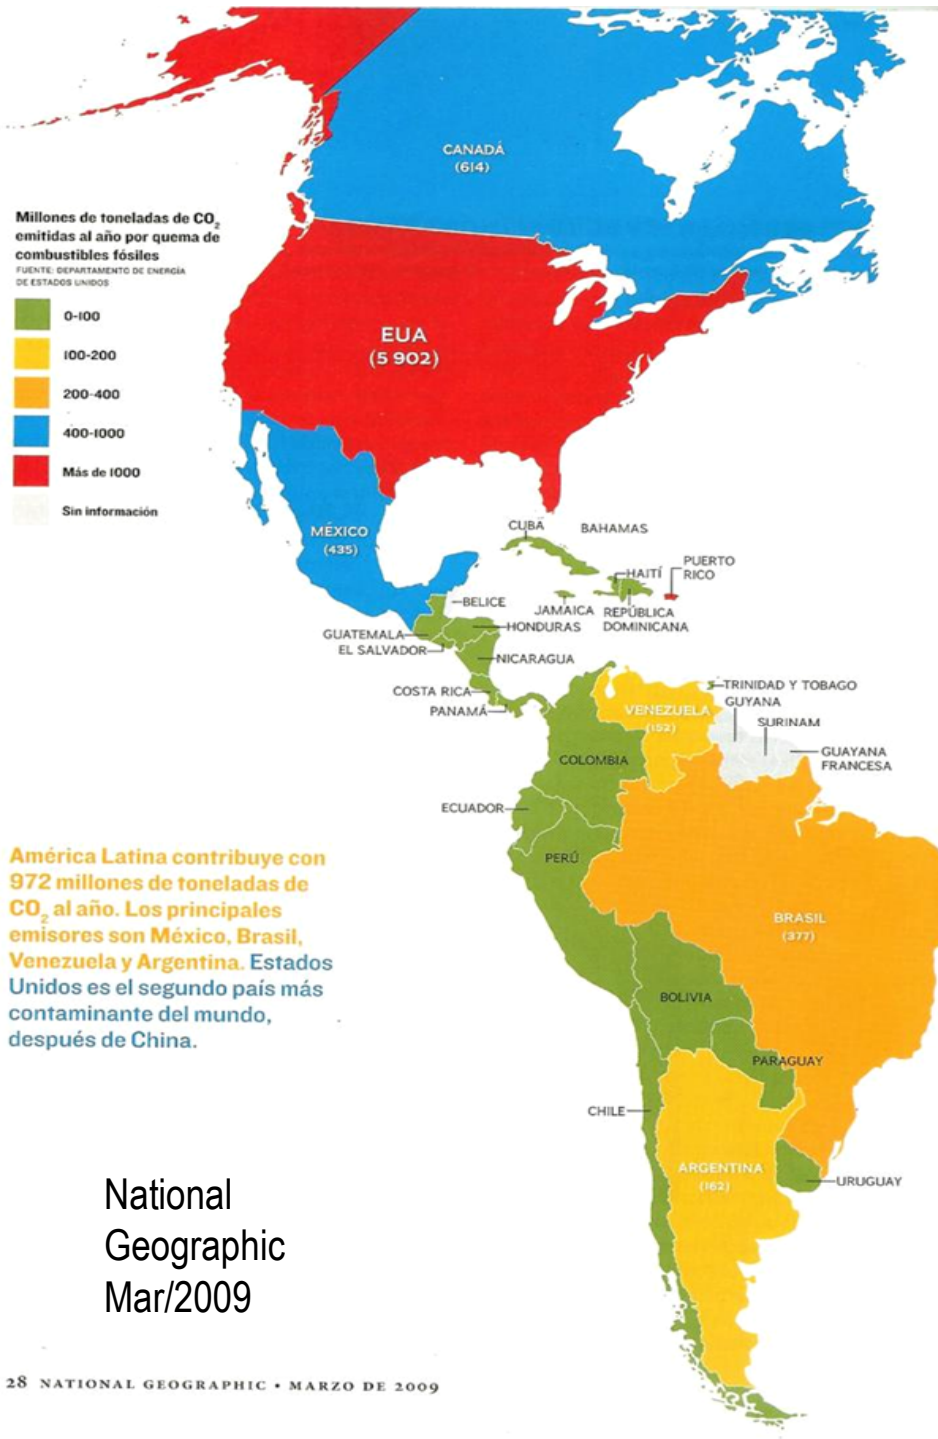 CANADÁ
(614)
Millones de toneladas de CO₂
emitidas al año por quema de
combustibles fósiles
FUENTE: DEPARTAMENTO DE ENERGÍA
DE ESTADOS UNIDOS
0-100
100-200
200-400
400-1000
Más de 1000
Sin información
EUA
(5 902)
MÉXICO
(435)
CUBA
BAHAMAS
HAITÍ
PUERTO
RICO
BELICE
JAMAICA
REPÚBLICA
DOMINICANA
HONDURAS
GUATEMALA
EL SALVADOR
NICARAGUA
COSTA RICA
PANAMÁ
TRINIDAD Y TOBAGO
GUYANA
VENEZUELA
(152)
SURINAM
GUAYANA
FRANCESA
COLOMBIA
ECUADOR
PERÚ
BRASIL
(377)
BOLIVIA
PARAGUAY
CHILE
ARGENTINA
(162)
URUGUAY
América Latina contribuye con
972 millones de toneladas de
CO₂ al año. Los principales
emisores son México, Brasil,
Venezuela y Argentina. Estados
Unidos es el segundo país más
contaminante del mundo,
después de China.
National
Geographic
Mar/2009
28 NATIONAL GEOGRAPHIC • MARZO DE 2009